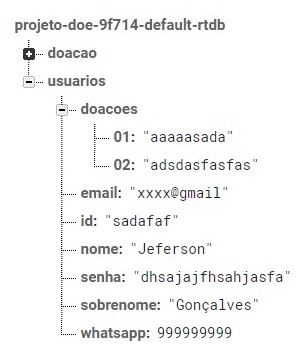 projeto-doe-9f714-default-rtdb
doacao
usuarios
doacoes
01: "aaaaasada"
02: "adsdasfasfas"
email: "xxxx@gmail"
id: "sadafaf"
nome: "Jeferson"
senha: "dhsajajfhsahjasfa"
sobrenome: "Gonçalves"
whatsapp: 999999999